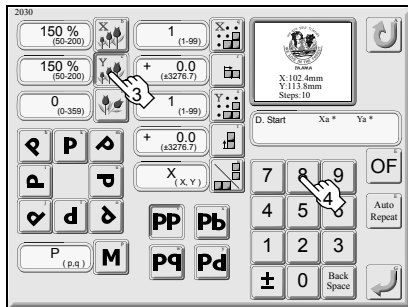 2030
150 %
(50-200)
X
1
(1-99)
X
150 %
(50-200)
Y
+ 0.0
(±3276.7)
3
0
(0-359)
1
(1-99)
Y
+ 0.0
(±3276.7)
X
(X, Y)
TAAMAA
X:102.4mm
Y:113.8mm
Steps:10
D. Start Xa * Ya *
P P P
P P
P P P
P
(p.q)
M
PP Pb
Pq Pd
7 8 9
4
4 5 6
1 2 3
± 0 Back
Space
OF
Auto
Repeat